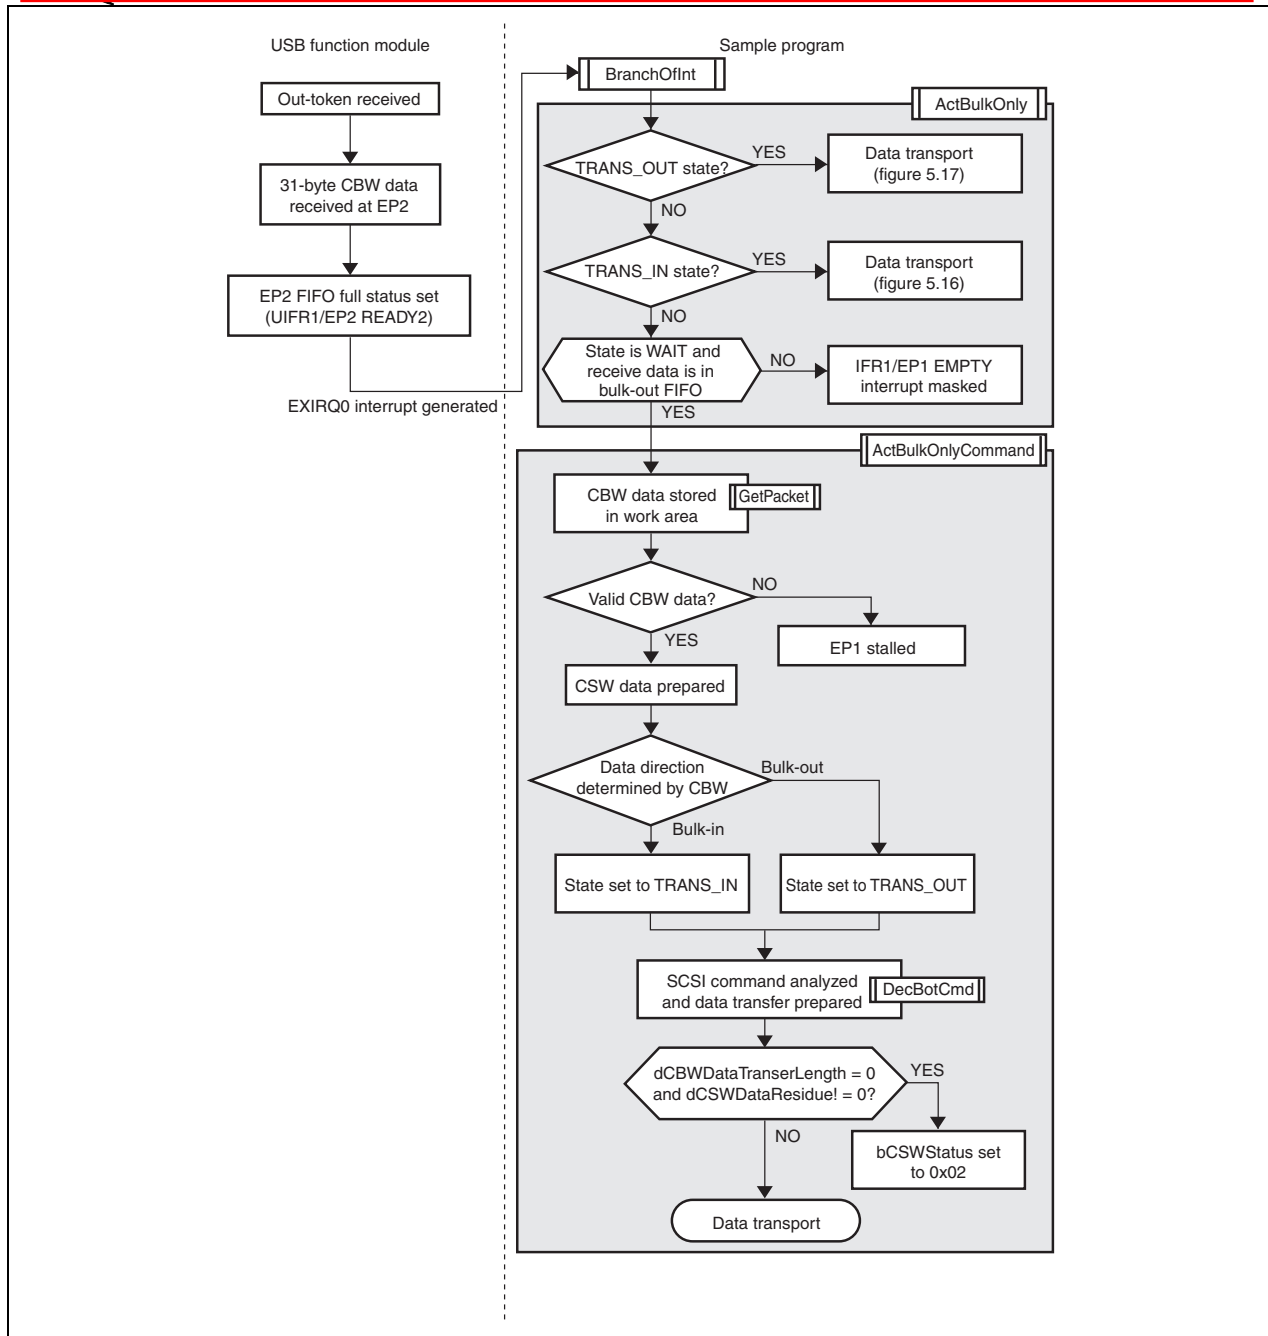 USB function module
Sample program
Out-token received
31-byte CBW data
received at EP2
EP2 FIFO full status set
(UIFR1/EP2 READY2)
EXIRQ0 interrupt generated
BranchOfInt
ActBulkOnly
TRANS_OUT state?
YES
Data transport
(figure 5.17)
NO
TRANS_IN state?
YES
Data transport
(figure 5.16)
NO
State is WAIT and
receive data is in
bulk-out FIFO
NO
IFR1/EP1 EMPTY
interrupt masked
YES
ActBulkOnlyCommand
CBW data stored
in work area
GetPacket
Valid CBW data?
NO
EP1 stalled
YES
CSW data prepared
Data direction
determined by CBW
Bulk-out
Bulk-in
State set to TRANS_IN
State set to TRANS_OUT
SCSI command analyzed
and data transfer prepared
DecBotCmd
dCBWDataTranserLength = 0
and dCSWDataResidue! = 0?
YES
NO
bCSWStatus set
to 0x02
Data transport